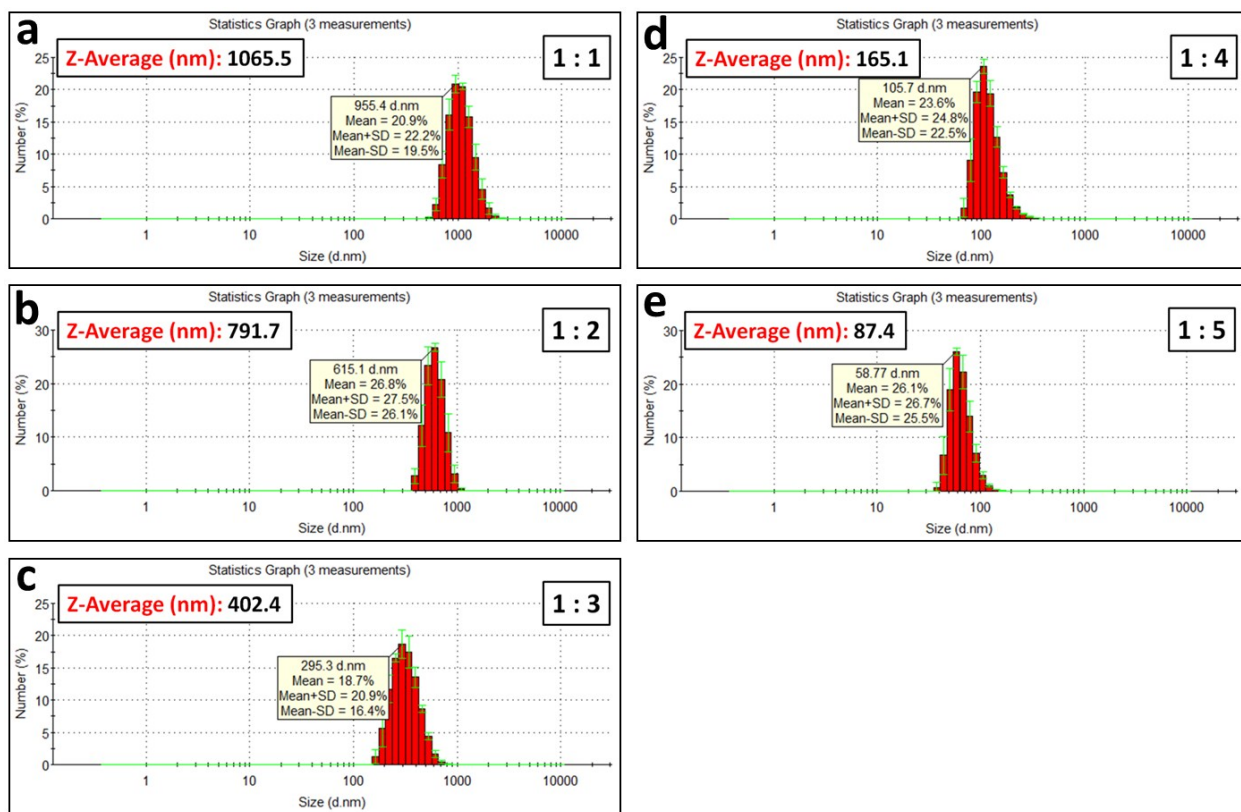 a
Statistics Graph (3 measurements)
Z-Average (nm): 1065.5
1 : 1
955.4 d.nm
Mean = 20.9%
Mean+SD = 22.2%
Mean-SD = 19.5%
Number (%)
25
20
15
10
5
0
1 10 100 1000 10000
Size (d.nm)
b
Statistics Graph (3 measurements)
Z-Average (nm): 791.7
1 : 2
615.1 d.nm
Mean = 26.8%
Mean+SD = 27.5%
Mean-SD = 26.1%
Number (%)
30
20
10
0
1 10 100 1000 10000
Size (d.nm)
c
Statistics Graph (3 measurements)
Z-Average (nm): 402.4
1 : 3
295.3 d.nm
Mean = 18.7%
Mean+SD = 20.9%
Mean-SD = 16.4%
Number (%)
25
20
15
10
5
0
1 10 100 1000 10000
Size (d.nm)
d
Statistics Graph (3 measurements)
Z-Average (nm): 165.1
1 : 4
105.7 d.nm
Mean = 23.6%
Mean+SD = 24.8%
Mean-SD = 22.5%
Number (%)
25
20
15
10
5
0
1 10 100 1000 10000
Size (d.nm)
e
Statistics Graph (3 measurements)
Z-Average (nm): 87.4
1 : 5
58.77 d.nm
Mean = 26.1%
Mean+SD = 26.7%
Mean-SD = 25.5%
Number (%)
30
20
10
0
1 10 100 1000 10000
Size (d.nm)